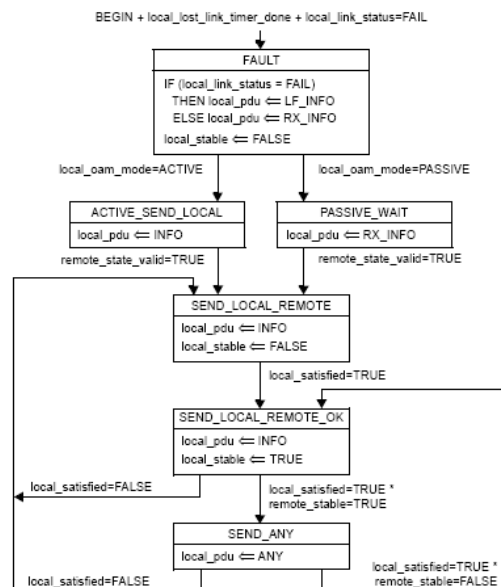 BEGIN + local_lost_link_timer_done + local_link_status=FAIL
FAULT
IF (local_link_status = FAIL)
THEN local_pdu ⇐ LF_INFO
ELSE local_pdu ⇐ RX_INFO
local_stable ⇐ FALSE
local_oam_mode=ACTIVE
local_oam_mode=PASSIVE
ACTIVE_SEND_LOCAL
local_pdu ⇐ INFO
PASSIVE_WAIT
local_pdu ⇐ RX_INFO
remote_state_valid=TRUE
remote_state_valid=TRUE
SEND_LOCAL_REMOTE
local_pdu ⇐ INFO
local_stable ⇐ FALSE
local_satisfied=TRUE
SEND_LOCAL_REMOTE_OK
local_pdu ⇐ INFO
local_stable ⇐ TRUE
local_satisfied=FALSE
local_satisfied=TRUE *
remote_stable=TRUE
SEND_ANY
local_pdu ⇐ ANY
local_satisfied=FALSE
local_satisfied=TRUE *
remote_stable=FALSE